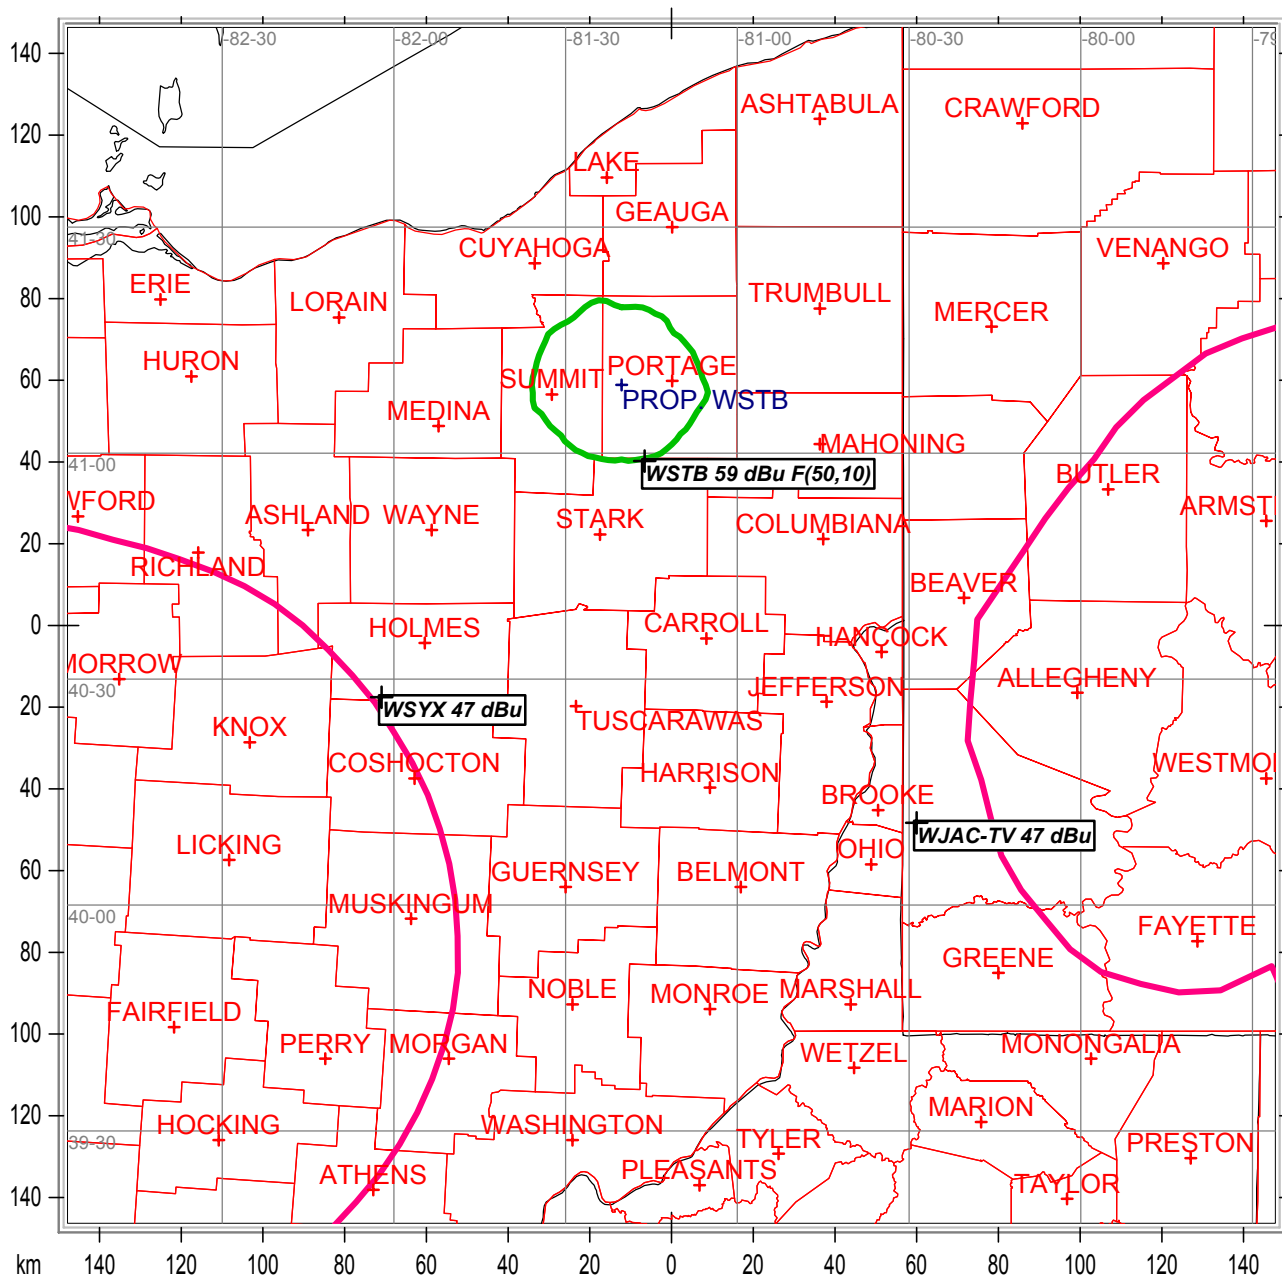 -82-30
-82-00
-81-30
-81-00
-80-30
-80-00
-79
140
ASHTABULA
CRAWFORD
120
LAKE
100
GEAUGA
41-30
CUYAHOGA
VENANGO
80
ERIE
LORAIN
TRUMBULL
MERCER
60
HURON
SUMMIT
PORTAGE
PROP. WSTB
MEDINA
MAHONING
40
41-00
WSTB 59 dBu F(50,10)
BUTLER
WFORD
ASHLAND
WAYNE
STARK
COLUMBIANA
ARMST
20
RICHLAND
BEAVER
0
HOLMES
CARROLL
HANCOCK
MORROW
40-30
JEFFERSON
ALLEGHENY
20
WSYX 47 dBu
KNOX
TUSCARAWAS
COSHOCTON
HARRISON
WESTMO
40
BROOKE
WJAC-TV 47 dBu
LICKING
OHIO
60
GUERNSEY
BELMONT
MUSKINGUM
40-00
FAYETTE
80
GREENE
NOBLE
MONROE
MARSHALL
FAIRFIELD
100
PERRY
MORGAN
WETZEL
MONONGALIA
120
HOCKING
WASHINGTON
MARION
39-30
TYLER
PRESTON
140
ATHENS
PLEASANTS
TAYLOR
km 140 120 100 80 60 40 20 0 20 40 60 80 100 120 140